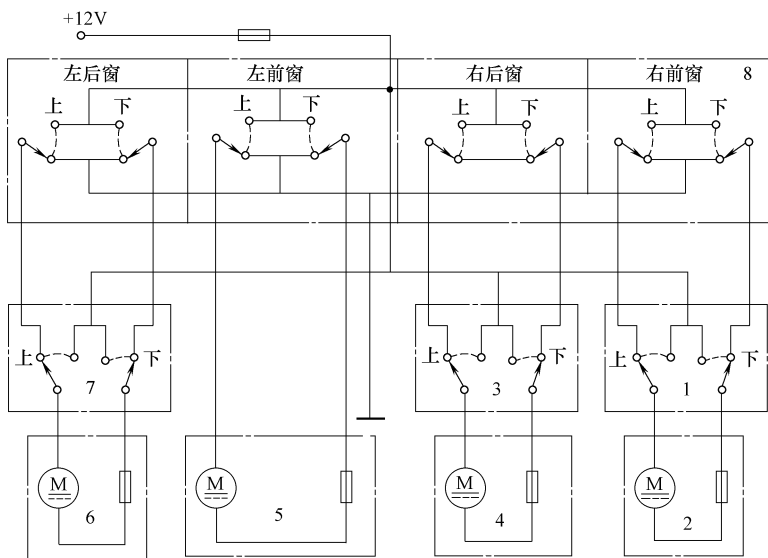 +12V
左后窗 左前窗 右后窗 右前窗 8
上 下 上 下 上 下 上 下
上 下 上 下 上 下
7 3 1
M M M M
6 5 4 2